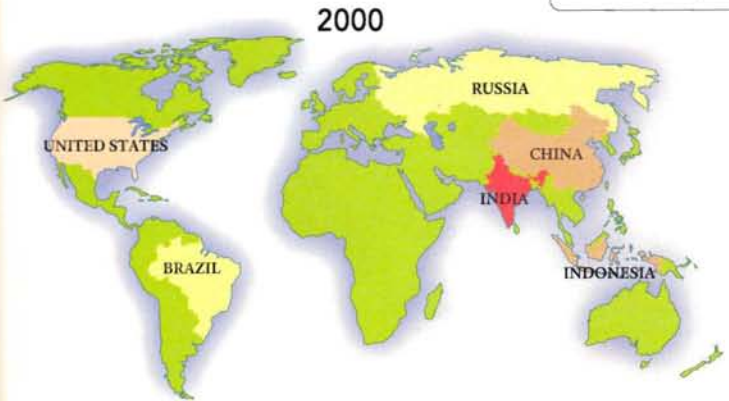 2000
RUSSIA
UNITED STATES
CHINA
INDIA
BRAZIL
INDONESIA